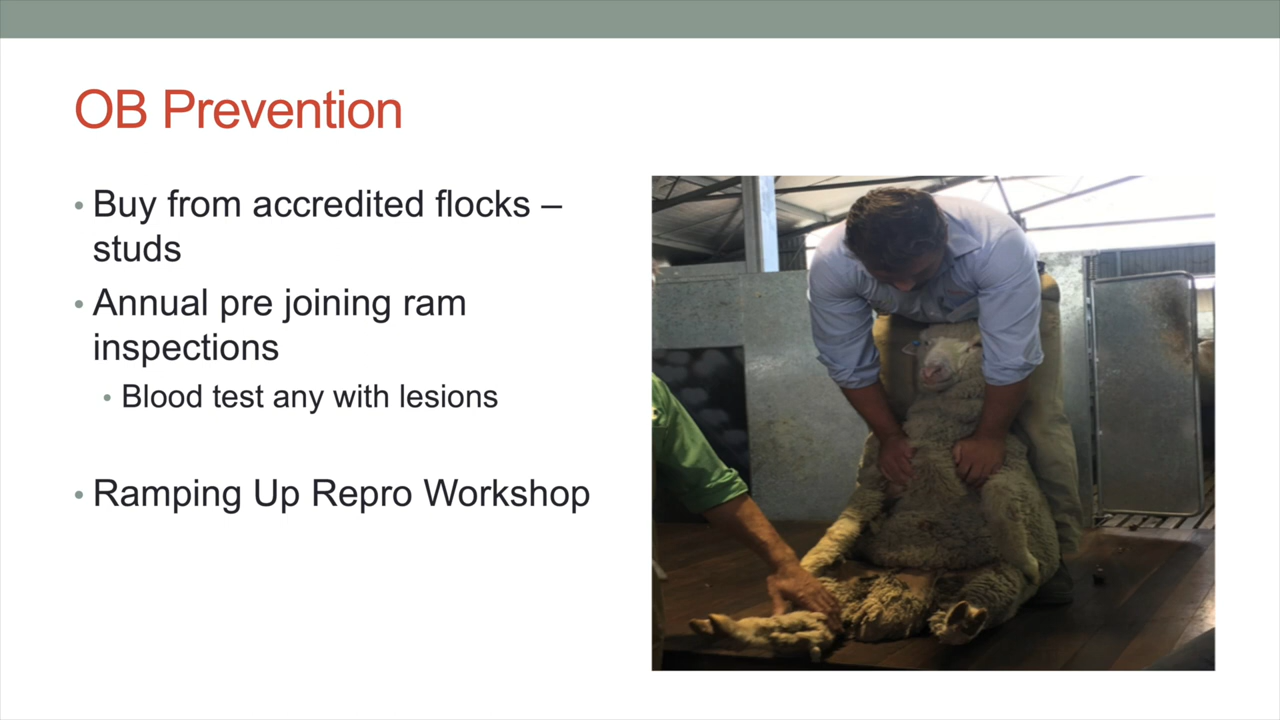 OB Prevention
• Buy from accredited flocks –
studs
• Annual pre joining ram
inspections
• Blood test any with lesions
• Ramping Up Repro Workshop